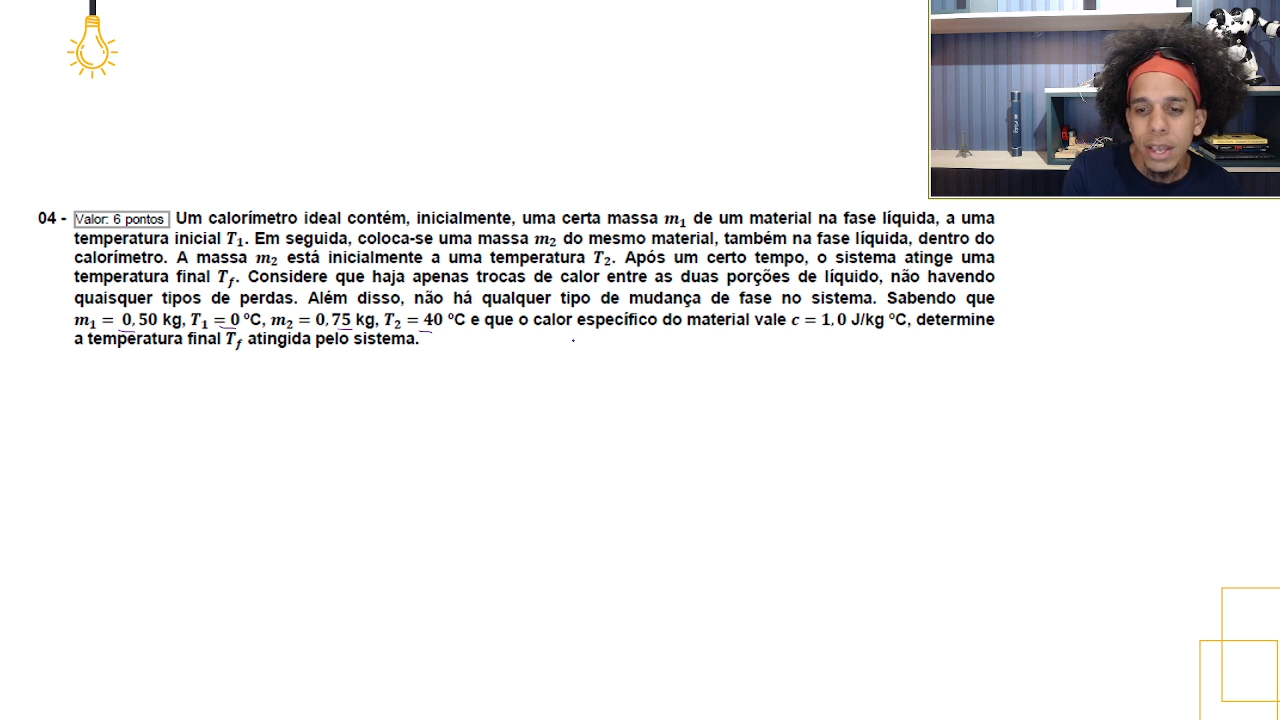 04 - Valor: 6 pontos Um calorímetro ideal contém, inicialmente, uma certa massa m₁ de um material na fase líquida, a uma
temperatura inicial T₁. Em seguida, coloca-se uma massa m₂ do mesmo material, também na fase líquida, dentro do
calorímetro. A massa m₂ está inicialmente a uma temperatura T₂. Após um certo tempo, o sistema atinge uma
temperatura final T_f. Considere que haja apenas trocas de calor entre as duas porções de líquido, não havendo
quaisquer tipos de perdas. Além disso, não há qualquer tipo de mudança de fase no sistema. Sabendo que
m₁ = 0,50 kg, T₁ = 0 ºC, m₂ = 0,75 kg, T₂ = 40 ºC e que o calor específico do material vale c = 1,0 J/kg ºC, determine
a temperatura final T_f atingida pelo sistema.